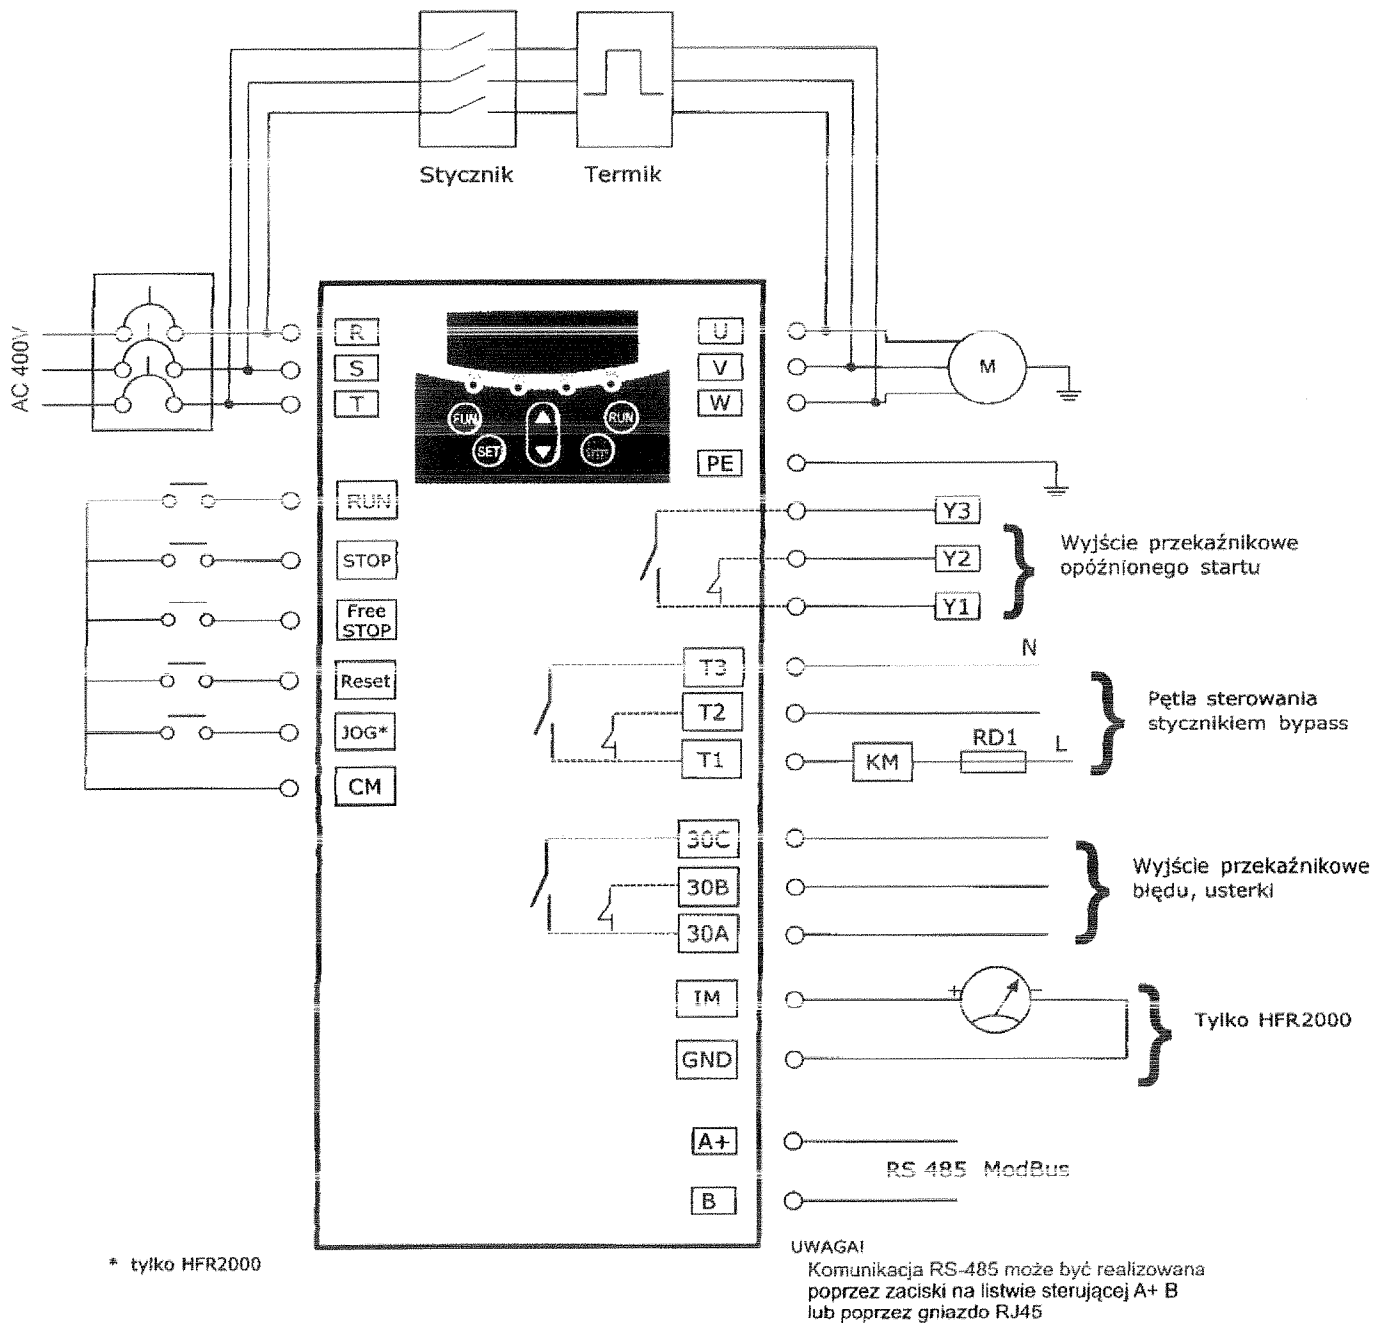 Stycznik
Termik
AC 400V
R
S
T
U
V
W
PE
M
FUN
SET
RUN
RUN
STOP
Free
STOP
Reset
JOG*
CM
Y3
Y2
Y1
Wyjście przekaźnikowe
opóźnionego startu
T3
T2
T1
N
KM
RD1
L
Pętla sterowania
stycznikiem bypass
30C
30B
30A
Wyjście przekaźnikowe
błędu, usterki
IM
GND
+
−
Tylko HFR2000
A+
B
RS 485 ModBus
* tylko HFR2000
UWAGA!
Komunikacja RS-485 może być realizowana
poprzez zaciski na listwie sterującej A+ B
lub poprzez gniazdo RJ45